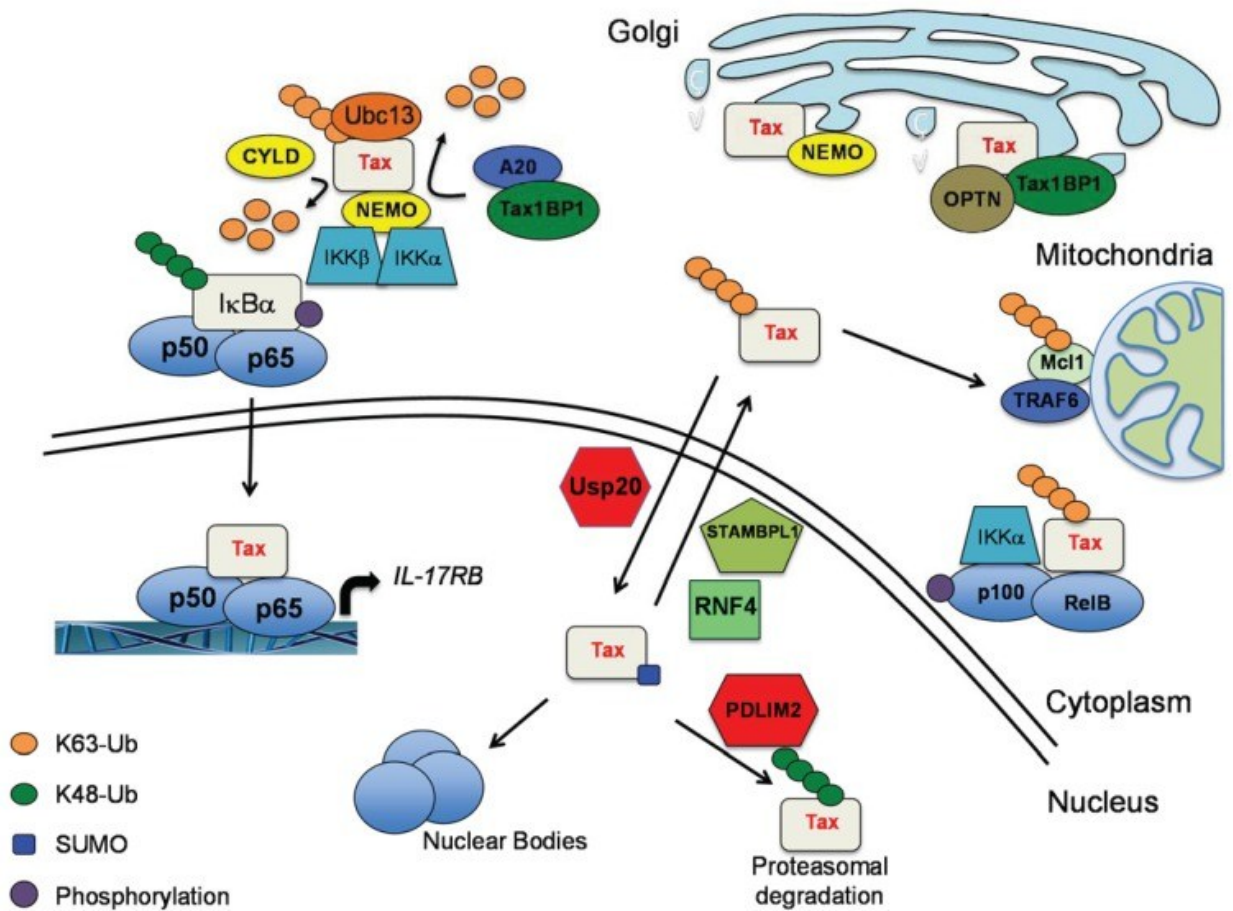 Golgi
C
V
Ubc13
Tax
CYLD
NEMO
A20
Tax1BP1
IKKβ
IKKα
IκBα
p50
p65
Tax
NEMO
C
V
Tax
OPTN
Tax1BP1
Mitochondria
Tax
Mcl1
TRAF6
Usp20
STAMBPL1
RNF4
IKKα
Tax
p100
RelB
Tax
p50
p65
IL-17RB
Tax
PDLIM2
Cytoplasm
Nucleus
K63-Ub
K48-Ub
SUMO
Phosphorylation
Nuclear Bodies
Tax
Proteasomal
degradation